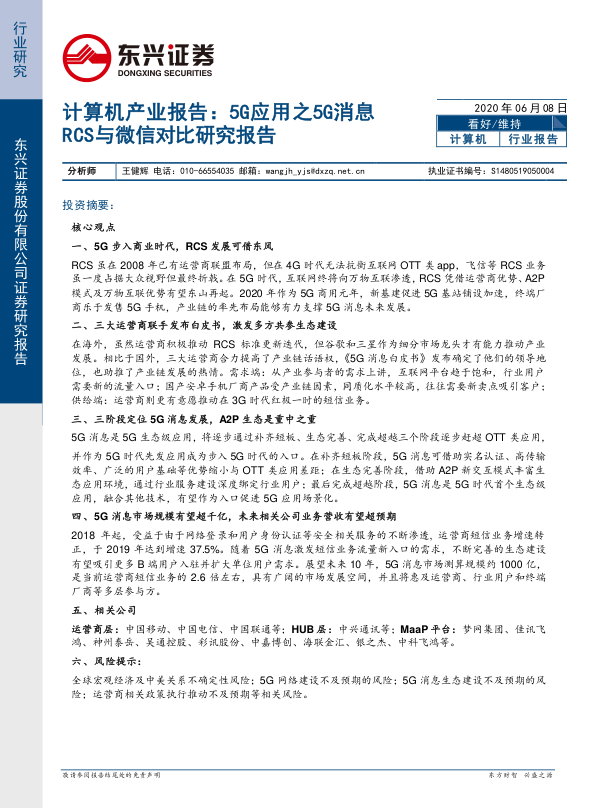 行业研究
东兴证券股份有限公司证券研究报告
东兴证券
DONGXING SECURITIES
计算机产业报告：5G应用之5G消息
RCS与微信对比研究报告
2020 年 06 月 08 日
看好/维持
计算机 行业报告
分析师 王健辉 电话：010-66554035 邮箱：wangjh_yjs@dxzq.net.cn 执业证书编号：S1480519050004
投资摘要：
核心观点
一、5G 步入商业时代，RCS 发展可借东风
RCS 虽在 2008 年已有运营商联盟布局，但在 4G 时代无法抗衡互联网 OTT 类 app，飞信等 RCS 业务
虽一度占据大众视野但最终折戟。在 5G 时代，互联网终将向万物互联渗透，RCS 凭借运营商优势、A2P
模式及万物互联优势有望东山再起。2020 年作为 5G 商用元年，新基建促进 5G 基站铺设加速，终端厂
商乐于发售 5G 手机，产业链的率先布局能够有力支撑 5G 消息未来发展。
二、三大运营商联手发布白皮书，激发多方共参生态建设
在海外，虽然运营商积极推动 RCS 标准更新迭代，但谷歌和三星作为细分市场龙头才有能力推动产业
发展。相比于国外，三大运营商合力提高了产业链话语权，《5G 消息白皮书》发布确定了他们的领导地
位，也助推了产业链发展的热情。需求端：从产业参与者的需求上讲，互联网平台趋于饱和，行业用户
需要新的流量入口；国产安卓手机厂商产品受产业链因素，同质化水平较高，往往需要新卖点吸引客户；
供给端：运营商则更有意愿推动在 3G 时代红极一时的短信业务。
三、三阶段定位 5G 消息发展，A2P 生态是重中之重
5G 消息是 5G 生态级应用，将逐步通过补齐短板、生态完善、完成超越三个阶段逐步赶超 OTT 类应用，
并作为 5G 时代先发应用成为步入 5G 时代的入口。在补齐短板阶段，5G 消息可借助实名认证、高传输
效率、广泛的用户基础等优势缩小与 OTT 类应用差距；在生态完善阶段，借助 A2P 新交互模式丰富生
态应用环境，通过行业服务建设深度绑定行业用户；最后完成超越阶段，5G 消息是 5G 时代首个生态级
应用，融合其他技术，有望作为入口促进 5G 应用场景化。
四、5G 消息市场规模有望超千亿，未来相关公司业务营收有望超预期
2018 年起，受益于由于网络登录和用户身份认证等安全相关服务的不断渗透，运营商短信业务增速转
正，于 2019 年达到增速 37.5%。随着 5G 消息激发短信业务流量新入口的需求，不断完善的生态建设
有望吸引更多 B 端用户入驻并扩大单位用户需求。展望未来 10 年，5G 消息市场测算规模约 1000 亿，
是当前运营商短信业务的 2.6 倍左右，具有广阔的市场发展空间，并且将惠及运营商、行业用户和终端
厂商等多层参与方。
五、相关公司
运营商层：中国移动、中国电信、中国联通等；HUB 层：中兴通讯等；MaaP 平台：梦网集团、佳讯飞
鸿、神州泰岳、吴通控股、彩讯股份、中嘉博创、海联金汇、银之杰、中科飞鸿等。
六、风险提示：
全球宏观经济及中美关系不确定性风险；5G 网络建设不及预期的风险；5G 消息生态建设不及预期的风
险；运营商相关政策执行推动不及预期等相关风险。
敬请参阅报告结尾处的免责声明
东方财智 兴盛之源